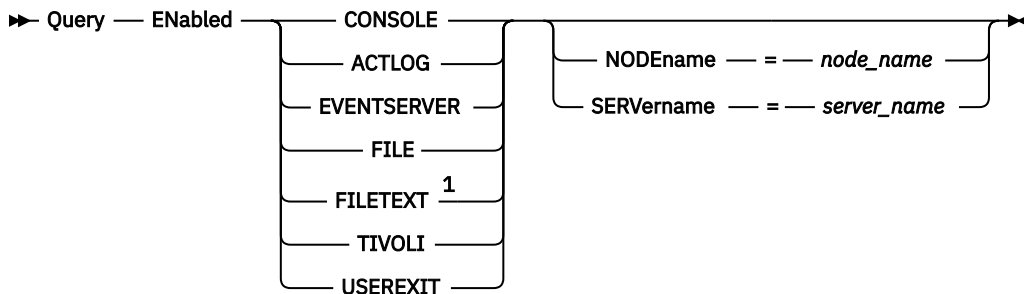 Query ENabled CONSOLE
ACTLOG
EVENTSERVER
FILE
FILETEXT 1
TIVOLI
USEREXIT
NODEname = node_name
SERVername = server_name